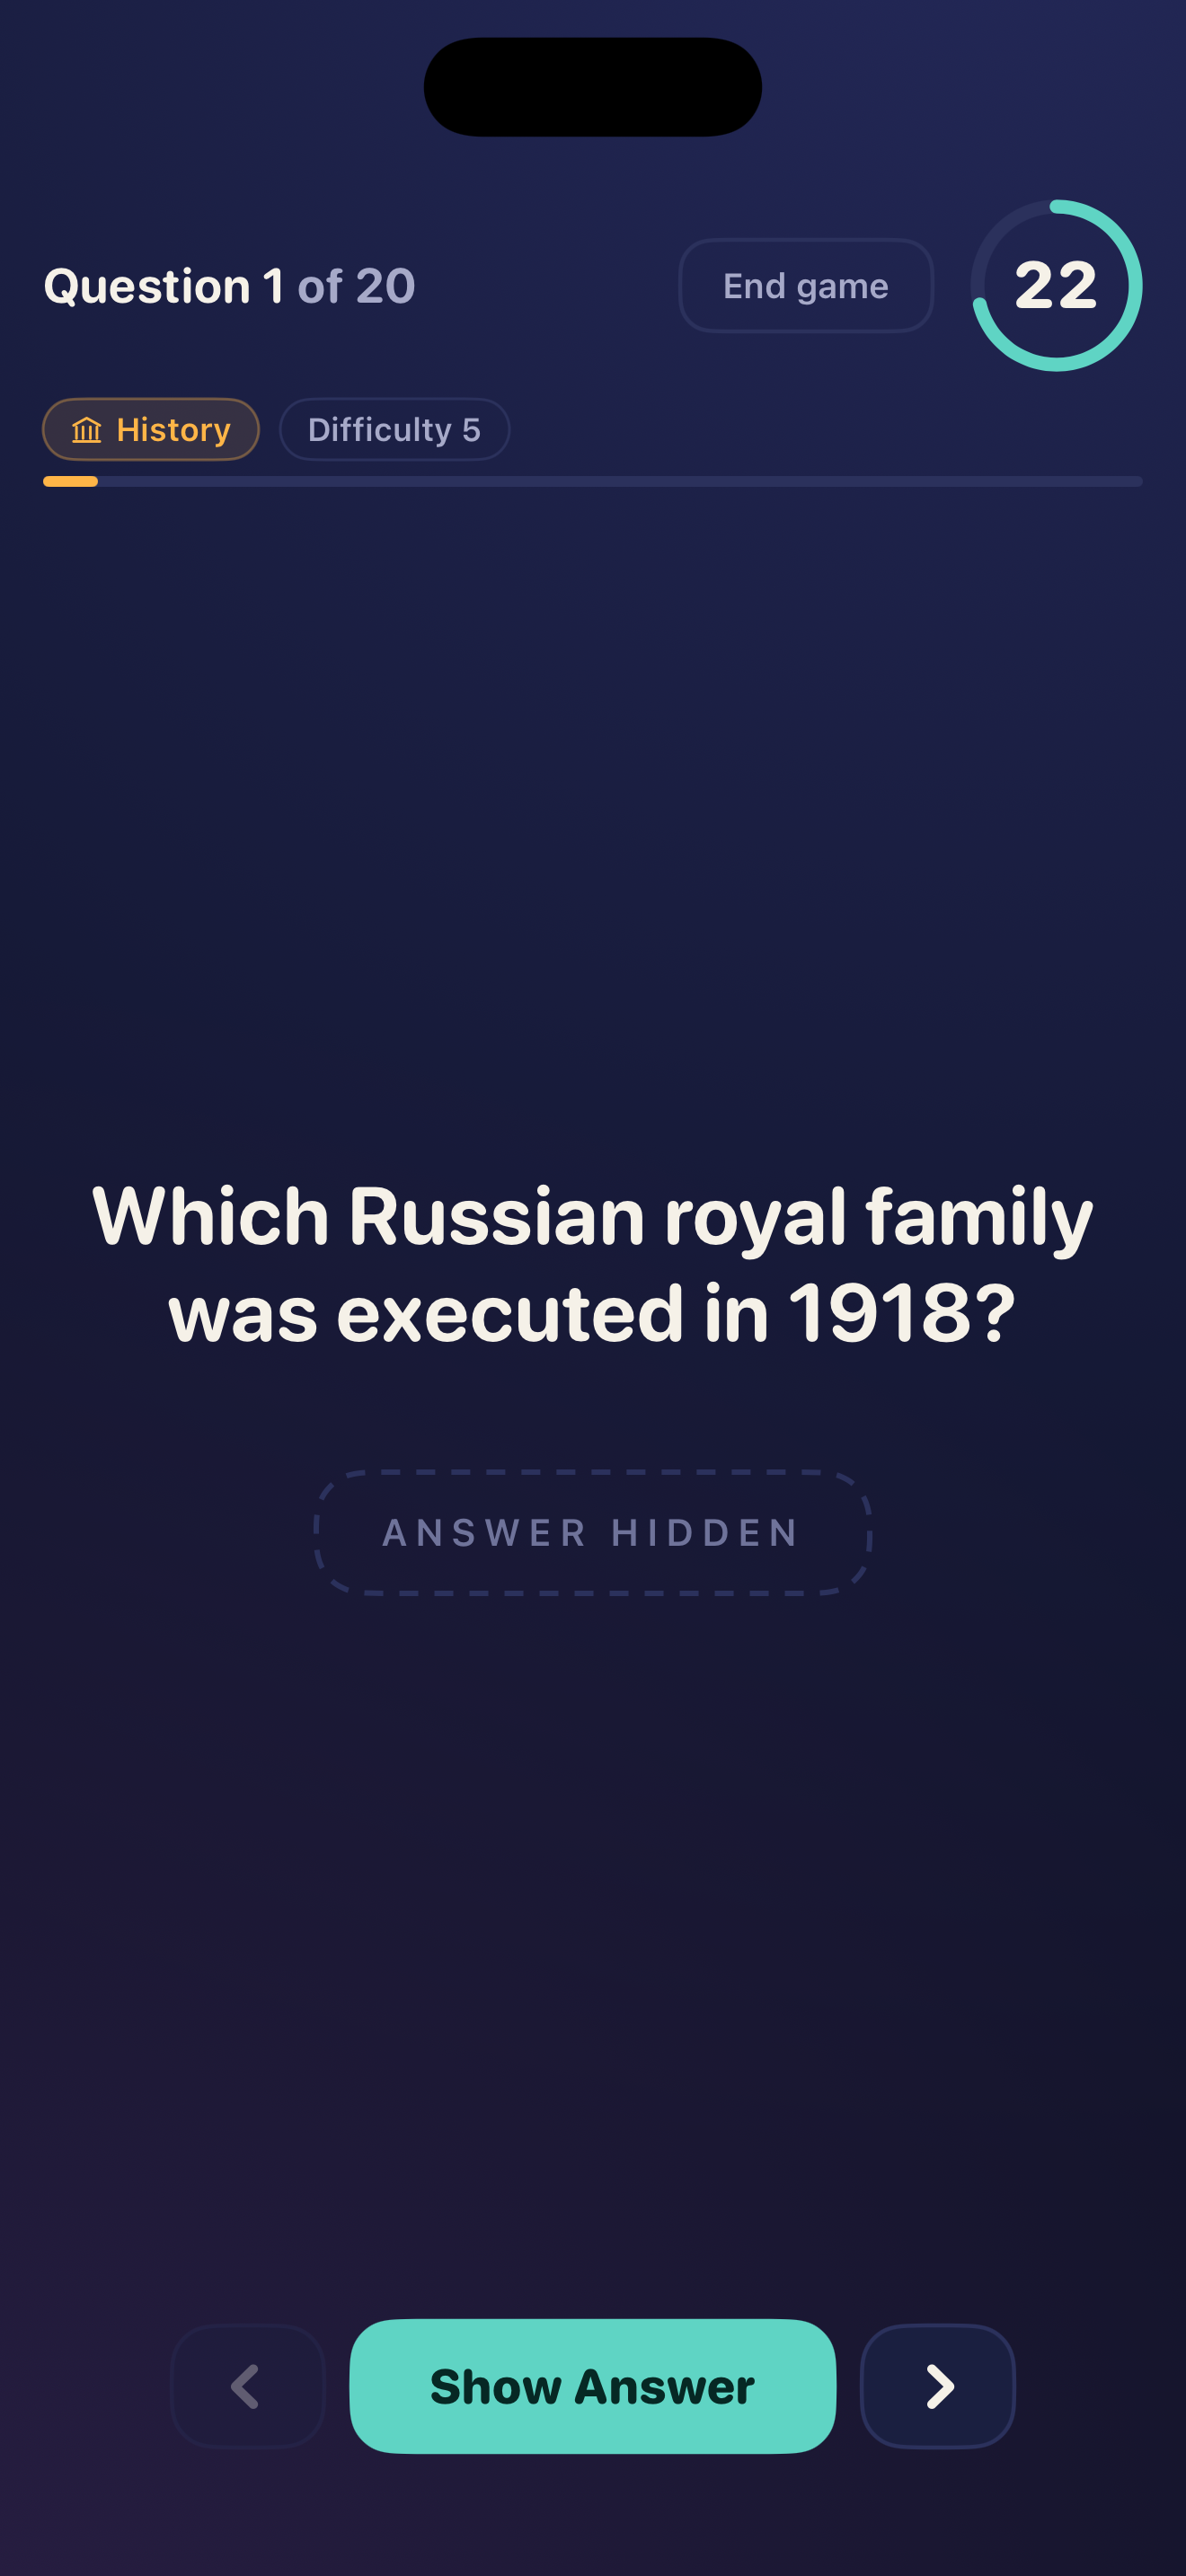 Question 1 of 20
End game
22
History
Difficulty 5
Which Russian royal family
was executed in 1918?
ANSWER HIDDEN
Show Answer